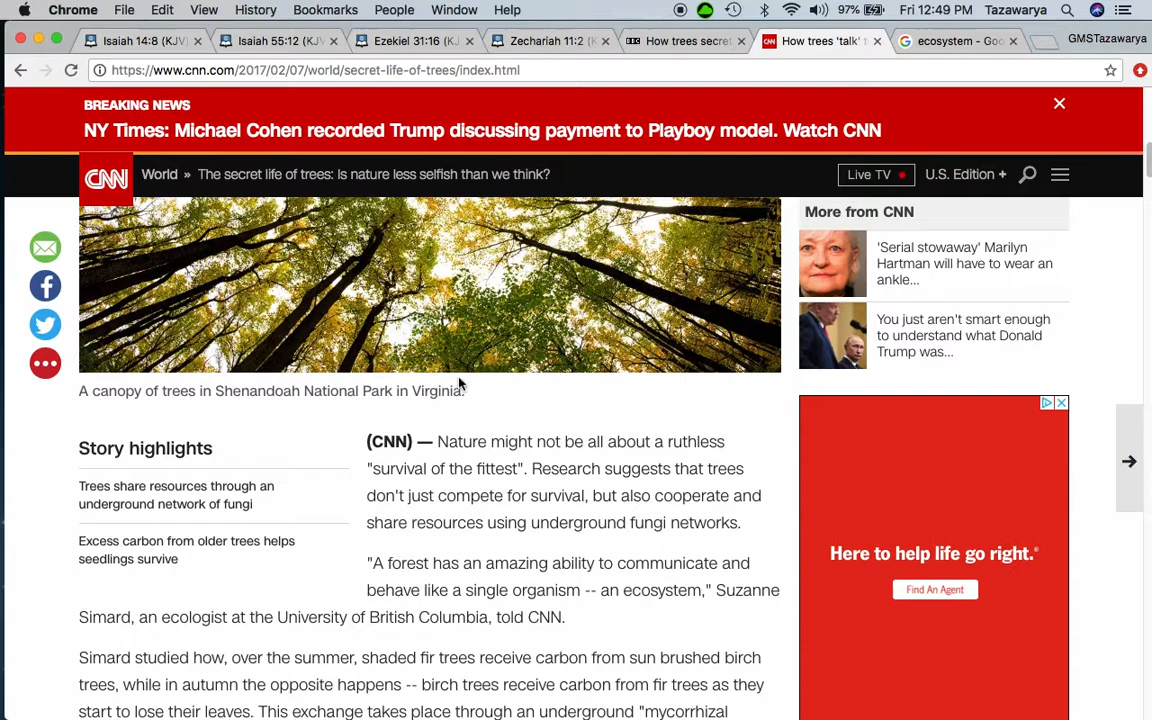 Chrome File Edit View History Bookmarks People Window Help 97% Fri 12:49 PM Tazawarya
Isaiah 14:8 (KJV) Isaiah 55:12 (KJV Ezekiel 31:16 (KJV Zechariah 11:2 (K How trees secret How trees 'talk' t ecosystem - Goo GMSTazawarya
https://www.cnn.com/2017/02/07/world/secret-life-of-trees/index.html
BREAKING NEWS
NY Times: Michael Cohen recorded Trump discussing payment to Playboy model. Watch CNN
CNN World » The secret life of trees: Is nature less selfish than we think? Live TV U.S. Edition +
A canopy of trees in Shenandoah National Park in Virginia.
Story highlights
Trees share resources through an
underground network of fungi
Excess carbon from older trees helps
seedlings survive
(CNN) — Nature might not be all about a ruthless
"survival of the fittest". Research suggests that trees
don't just compete for survival, but also cooperate and
share resources using underground fungi networks.
"A forest has an amazing ability to communicate and
behave like a single organism -- an ecosystem," Suzanne
Simard, an ecologist at the University of British Columbia, told CNN.
Simard studied how, over the summer, shaded fir trees receive carbon from sun brushed birch
trees, while in autumn the opposite happens -- birch trees receive carbon from fir trees as they
start to lose their leaves. This exchange takes place through an underground "mycorrhizal
More from CNN
'Serial stowaway' Marilyn
Hartman will have to wear an
ankle...
You just aren't smart enough
to understand what Donald
Trump was...
Here to help life go right.®
Find An Agent